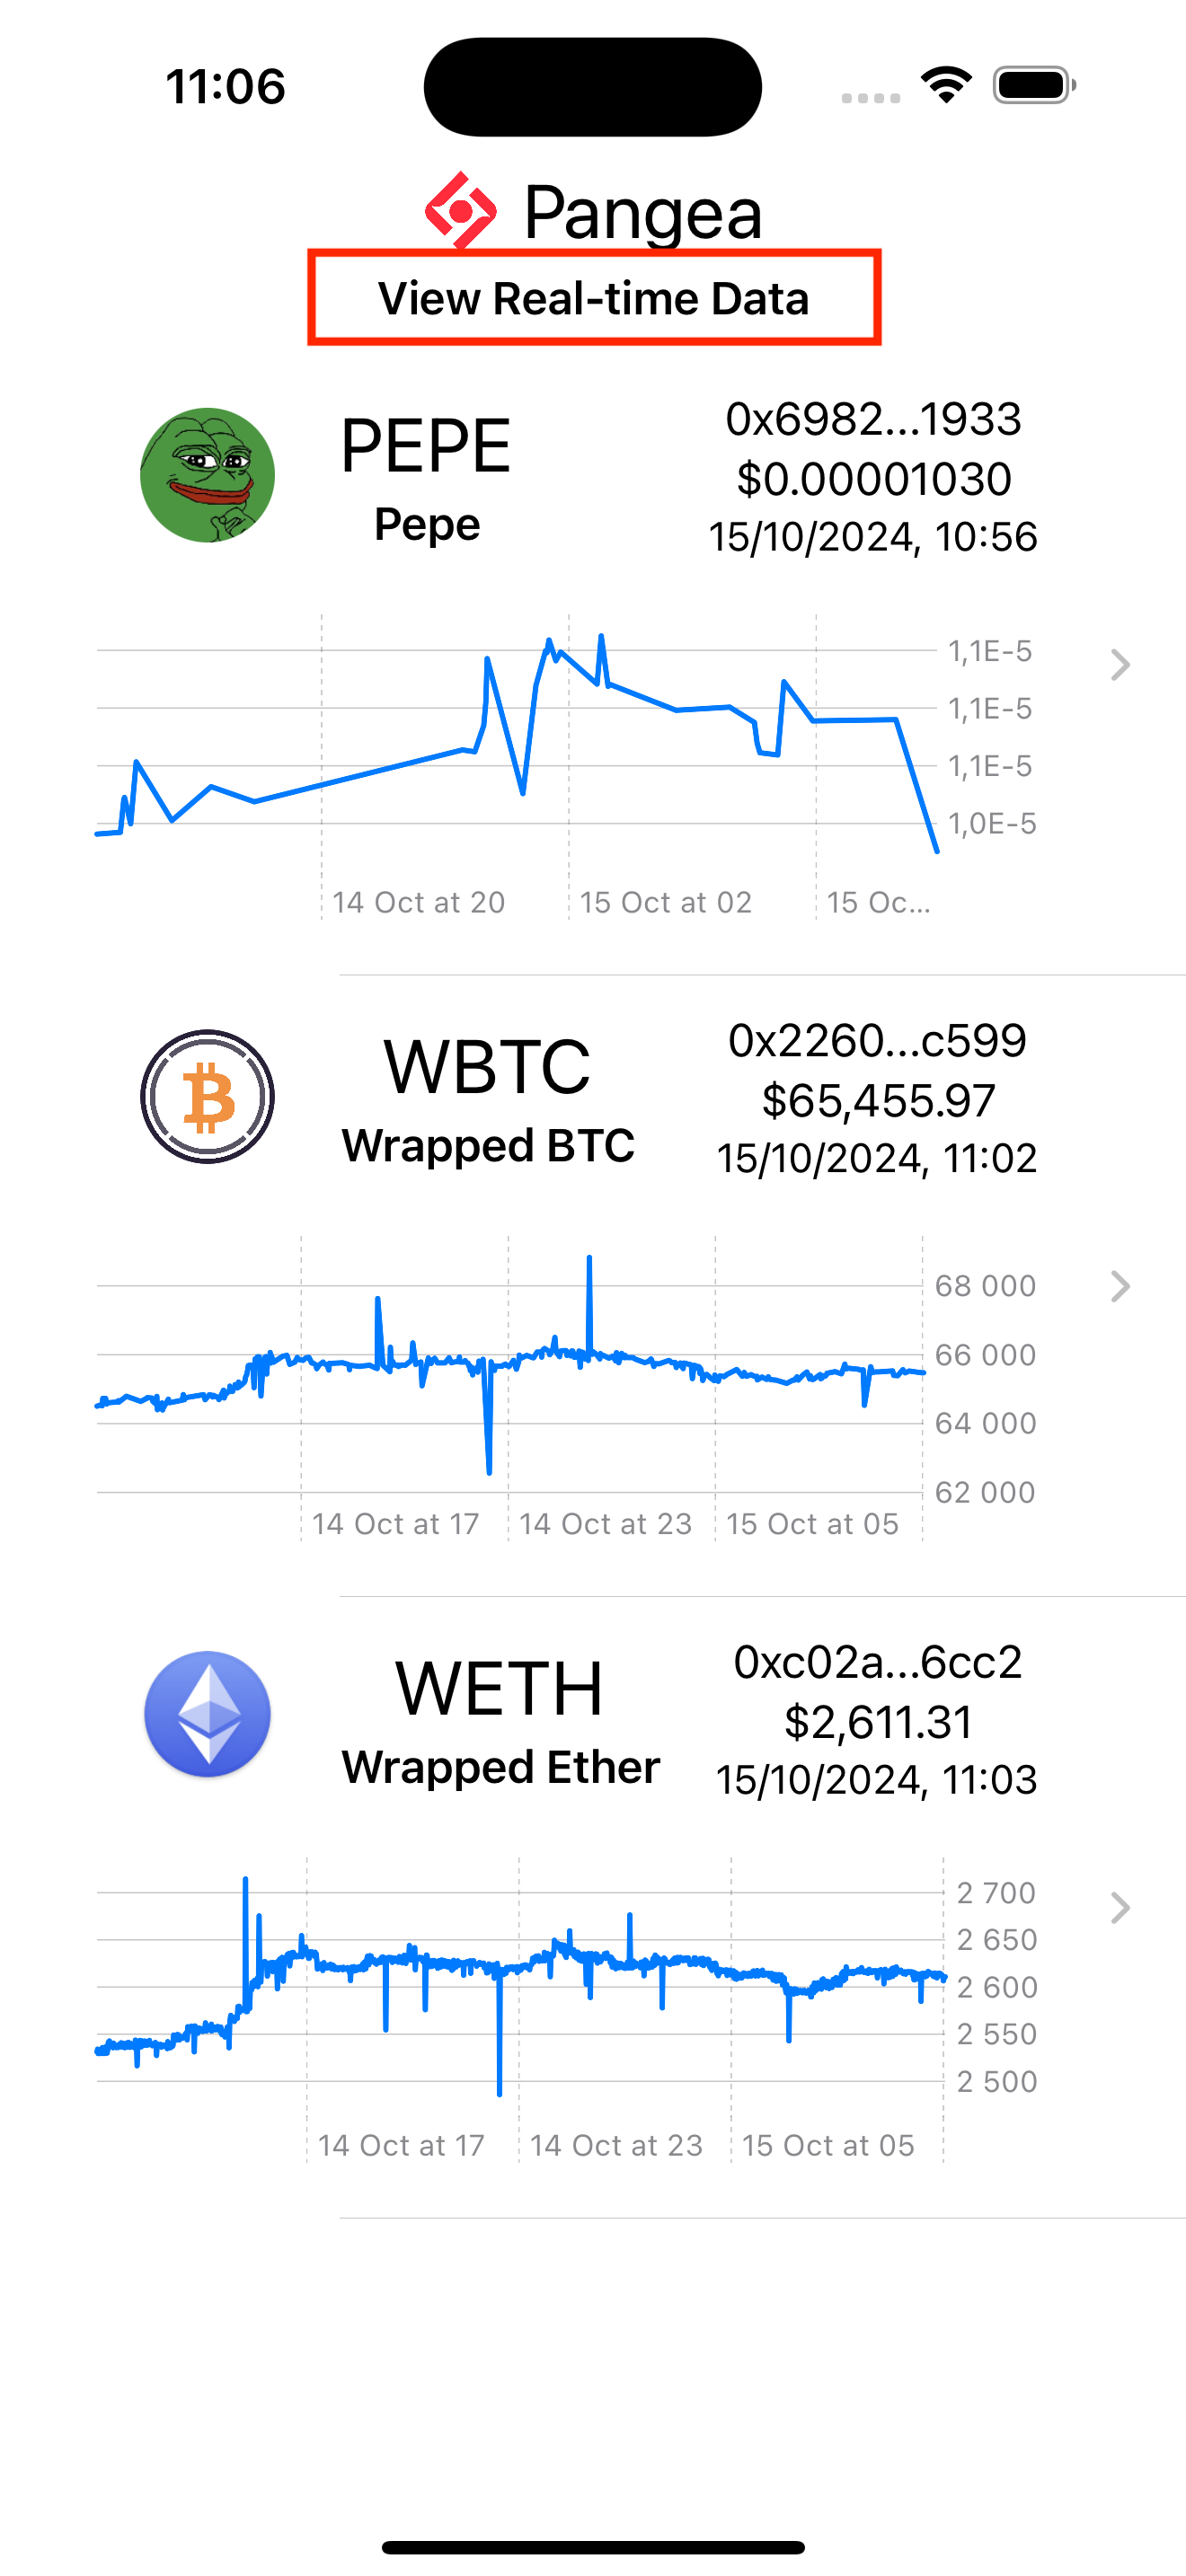 11:06
Pangea
View Real-time Data
PEPE
Pepe
0x6982...1933
$0.00001030
15/10/2024, 10:56
1,1E-5
1,1E-5
1,1E-5
1,0E-5
14 Oct at 20
15 Oct at 02
15 Oc...
WBTC
Wrapped BTC
0x2260...c599
$65,455.97
15/10/2024, 11:02
68 000
66 000
64 000
62 000
14 Oct at 17
14 Oct at 23
15 Oct at 05
WETH
Wrapped Ether
0xc02a...6cc2
$2,611.31
15/10/2024, 11:03
2 700
2 650
2 600
2 550
2 500
14 Oct at 17
14 Oct at 23
15 Oct at 05